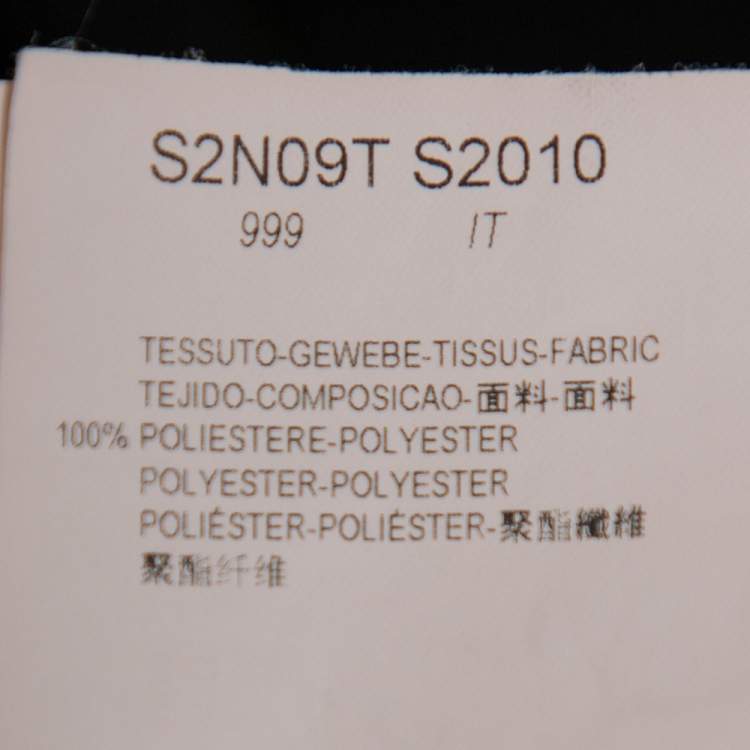 S2N09T S2010
999 IT
TESSUTO-GEWEBE-TISSUS-FABRIC
TEJIDO-COMPOSICAO-面料-面料
100% POLIESTERE-POLYESTER
POLYESTER-POLYESTER
POLIÉSTER-POLIÉSTER-聚酯纖維
聚酯纤维